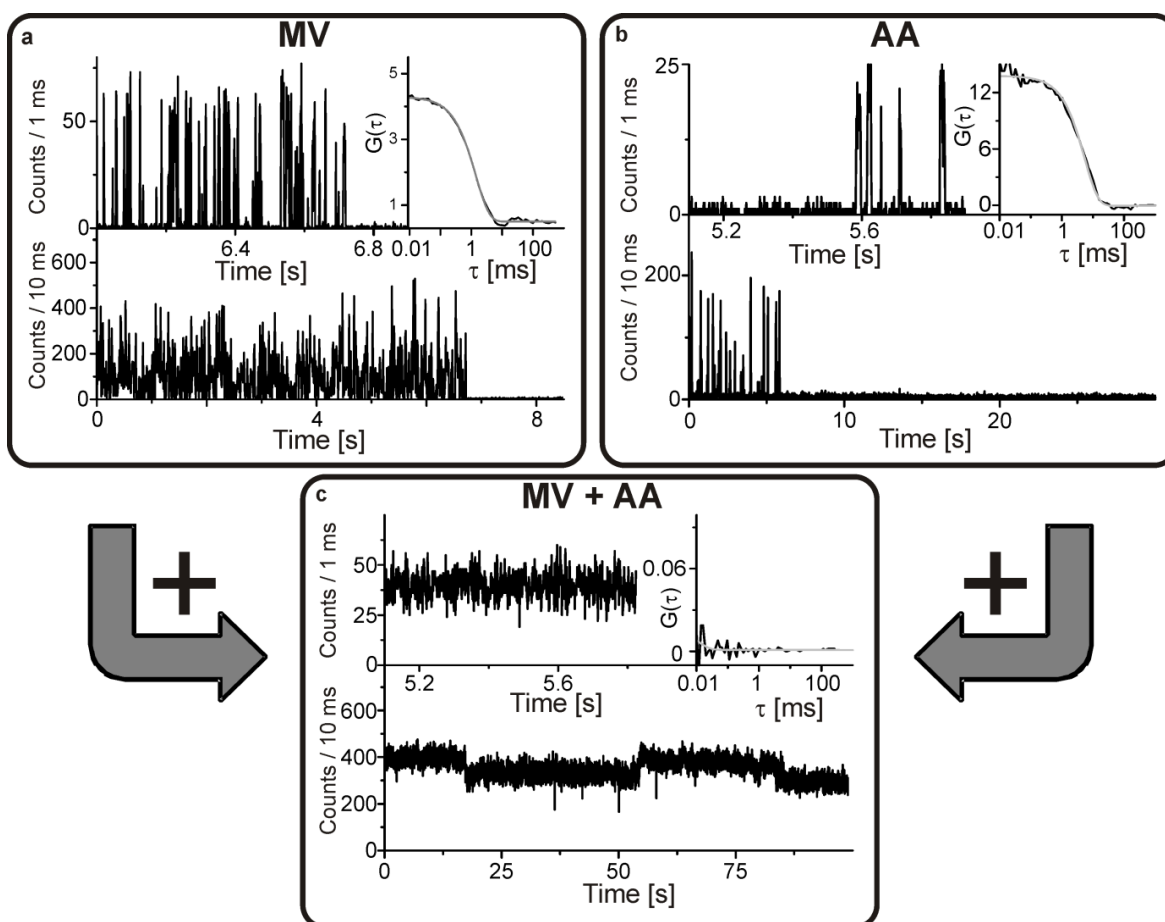 a
MV
Counts / 1 ms
50
0
6.4
6.8
Time [s]
G(τ)
5
3
1
0.01
1
100
τ [ms]
Counts / 10 ms
600
400
200
0
0
4
8
Time [s]
b
AA
Counts / 1 ms
25
0
5.2
5.6
Time [s]
G(τ)
12
6
0
0.01
1
100
τ [ms]
Counts / 10 ms
200
0
0
10
20
Time [s]
+
+
c
MV + AA
Counts / 1 ms
50
25
0
5.2
5.6
Time [s]
G(τ)
0.06
0
0.01
1
100
τ [ms]
Counts / 10 ms
600
400
200
0
0
25
50
75
Time [s]